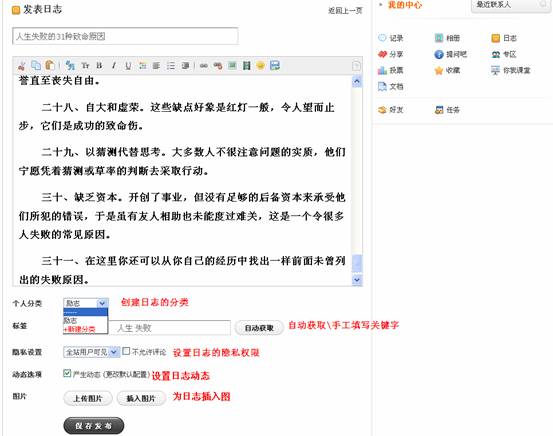 发表日志
返回上一页
人生失败的31种致命原因
誉直至丧失自由。
二十八、自大和虚荣。这些缺点好象是红灯一般，令人望而止
步，它们是成功的致命伤。
二十九、以猜测代替思考。大多数人不很注意问题的实质，他们
宁愿凭着猜测或草率的判断去采取行动。
三十、缺乏资本。开创了事业，但没有足够的后备资本来承受他
们所犯的错误，于是虽有友人相助也未能度过难关，这是一个令很多
人失败的常见原因。
三十一、在这里你还可以从你自己的经历中找出一样前面未曾列
出的失败原因。
个人分类 励志 创建日志的分类
------
励志
+新建分类
标签 人生 失败 自动获取 自动获取\手工填写关键字
隐私设置 全站用户可见 不允许评论 设置日志的隐私权限
动态选项 产生动态 (更改默认配置) 设置日志动态
图片 上传图片 插入图片 为日志插入图
保存发布
我的中心 最近联系人
记录 相册 日志
分享 提问吧 专区
投票 收藏 你我课堂
文档
好友 任务